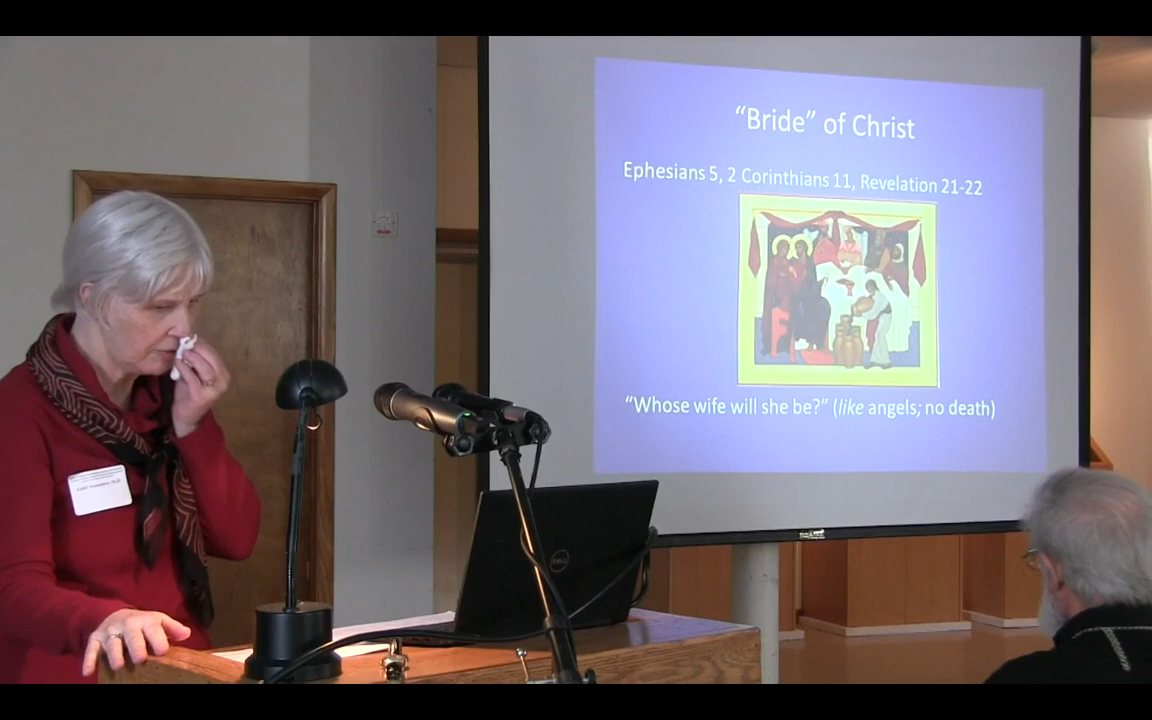 “Bride” of Christ
Ephesians 5, 2 Corinthians 11, Revelation 21-22
“Whose wife will she be?” (like angels; no death)
DELL